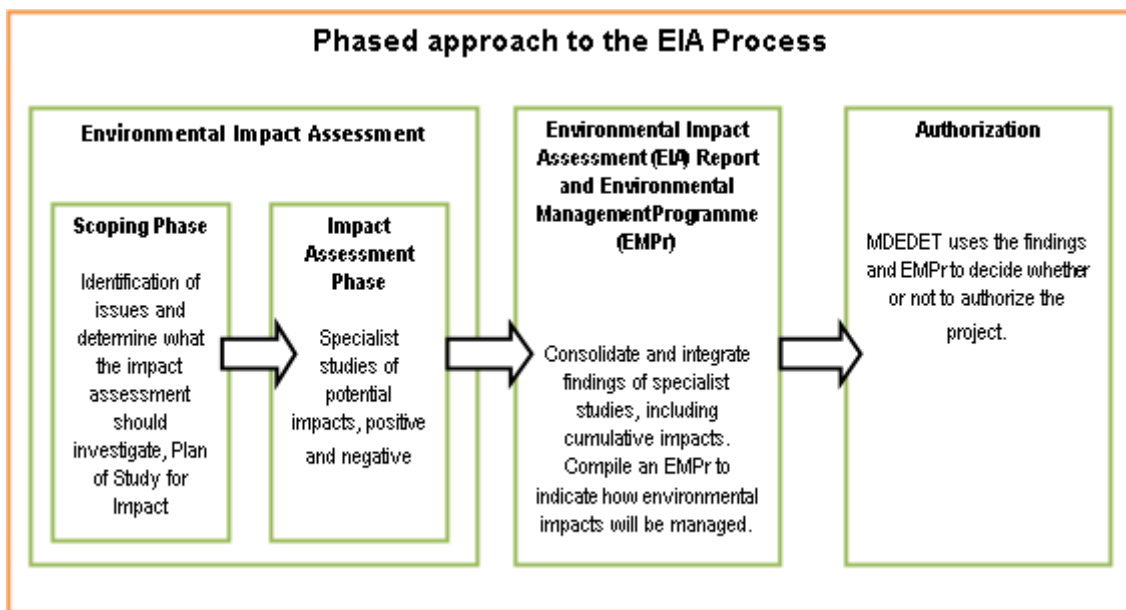 Phased approach to the EIA Process
Environmental Impact Assessment
Scoping Phase
Identification of
issues and
determine what
the impact
assessment
should
investigate, Plan
of Study for
Impact
Impact
Assessment
Phase
Specialist
studies of
potential
impacts, positive
and negative
Environmental Impact
Assessment (EIA) Report
and Environmental
ManagementProgramme
(EMPr)
Consolidate and integrate
findings of specialist
studies, including
cumulative impacts.
Compile an EMPr to
indicate how environmental
impacts will be managed.
Authorization
MDEDET uses the findings
and EMPr to decide whether
or not to authorize the
project.